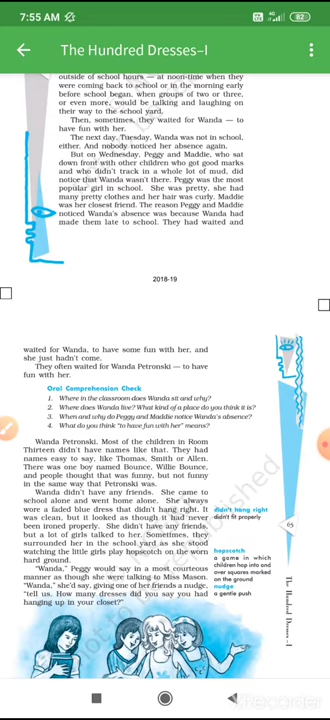 7:55 AM
82
The Hundred Dresses–I
outside of school hours — at noon-time when they
were coming back to school or in the morning early
before school began, when groups of two or three,
or even more, would be talking and laughing on
their way to the school yard.
Then, sometimes, they waited for Wanda — to
have fun with her.
The next day, Tuesday, Wanda was not in school,
either. And nobody noticed her absence again.
But on Wednesday, Peggy and Maddie, who sat
down front with other children who got good marks
and who didn't track in a whole lot of mud, did
notice that Wanda wasn't there. Peggy was the most
popular girl in school. She was pretty, she had
many pretty clothes and her hair was curly. Maddie
was her closest friend. The reason Peggy and Maddie
noticed Wanda's absence was because Wanda had
made them late to school. They had waited and
2018-19
waited for Wanda, to have some fun with her, and
she just hadn't come.
They often waited for Wanda Petronski — to have
fun with her.
Oral Comprehension Check
1. Where in the classroom does Wanda sit and why?
2. Where does Wanda live? What kind of a place do you think it is?
3. When and why do Peggy and Maddie notice Wanda's absence?
4. What do you think "to have fun with her" means?
Wanda Petronski. Most of the children in Room
Thirteen didn't have names like that. They had
names easy to say, like Thomas, Smith or Allen.
There was one boy named Bounce, Willie Bounce,
and people thought that was funny, but not funny
in the same way that Petronski was.
Wanda didn't have any friends. She came to
school alone and went home alone. She always
wore a faded blue dress that didn't hang right. It
was clean, but it looked as though it had never
been ironed properly. She didn't have any friends,
but a lot of girls talked to her. Sometimes, they
surrounded her in the school yard as she stood
watching the little girls play hopscotch on the worn
hard ground.
"Wanda," Peggy would say in a most courteous
manner as though she were talking to Miss Mason.
"Wanda," she'd say, giving one of her friends a nudge,
"tell us. How many dresses did you say you had
hanging up in your closet?"
didn't hang right
didn't fit properly
hopscotch
a game in which
children hop into and
over squares marked
on the ground
nudge
a gentle push
65
The Hundred Dresses–I